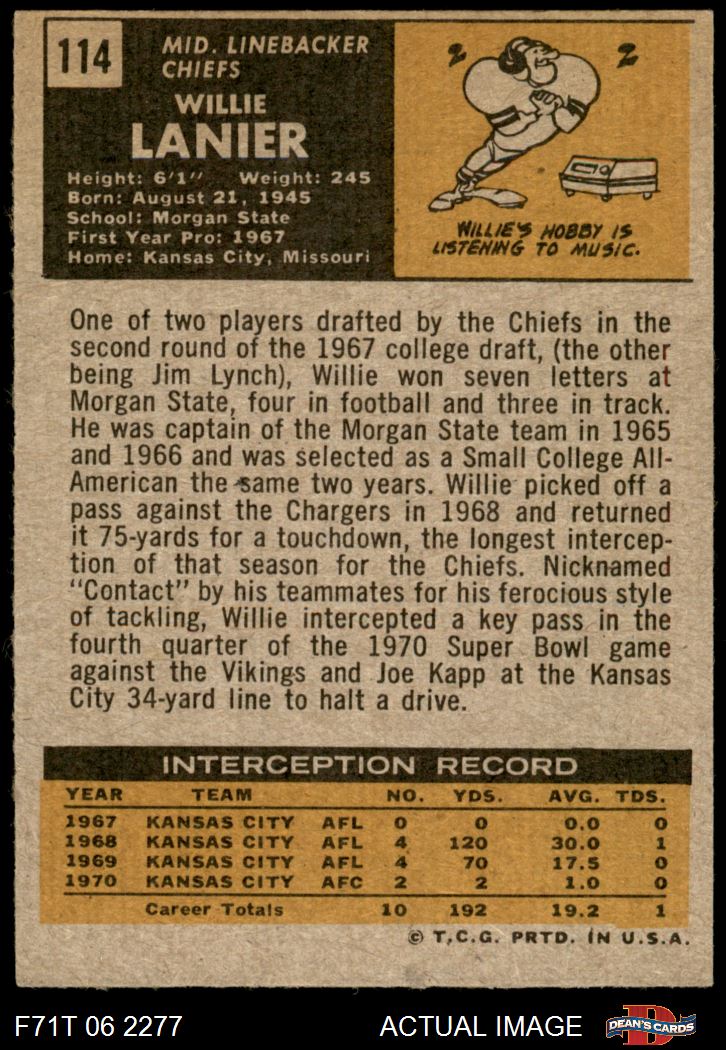 114
MID. LINEBACKER
CHIEFS
WILLIE
LANIER
Height: 6'1" Weight: 245
Born: August 21, 1945
School: Morgan State
First Year Pro: 1967
Home: Kansas City, Missouri
WILLIE'S HOBBY IS
LISTENING TO MUSIC.
One of two players drafted by the Chiefs in the
second round of the 1967 college draft, (the other
being Jim Lynch), Willie won seven letters at
Morgan State, four in football and three in track.
He was captain of the Morgan State team in 1965
and 1966 and was selected as a Small College All-
American the same two years. Willie picked off a
pass against the Chargers in 1968 and returned
it 75-yards for a touchdown, the longest intercep-
tion of that season for the Chiefs. Nicknamed
"Contact" by his teammates for his ferocious style
of tackling, Willie intercepted a key pass in the
fourth quarter of the 1970 Super Bowl game
against the Vikings and Joe Kapp at the Kansas
City 34-yard line to halt a drive.
INTERCEPTION RECORD
YEAR TEAM NO. YDS. AVG. TDS.
1967 KANSAS CITY AFL 0 0 0.0 0
1968 KANSAS CITY AFL 4 120 30.0 1
1969 KANSAS CITY AFL 4 70 17.5 0
1970 KANSAS CITY AFC 2 2 1.0 0
Career Totals 10 192 19.2 1
© T.C.G. PRTD. IN U.S.A.
F71T 06 2277 ACTUAL IMAGE D DEAN'S CARDS